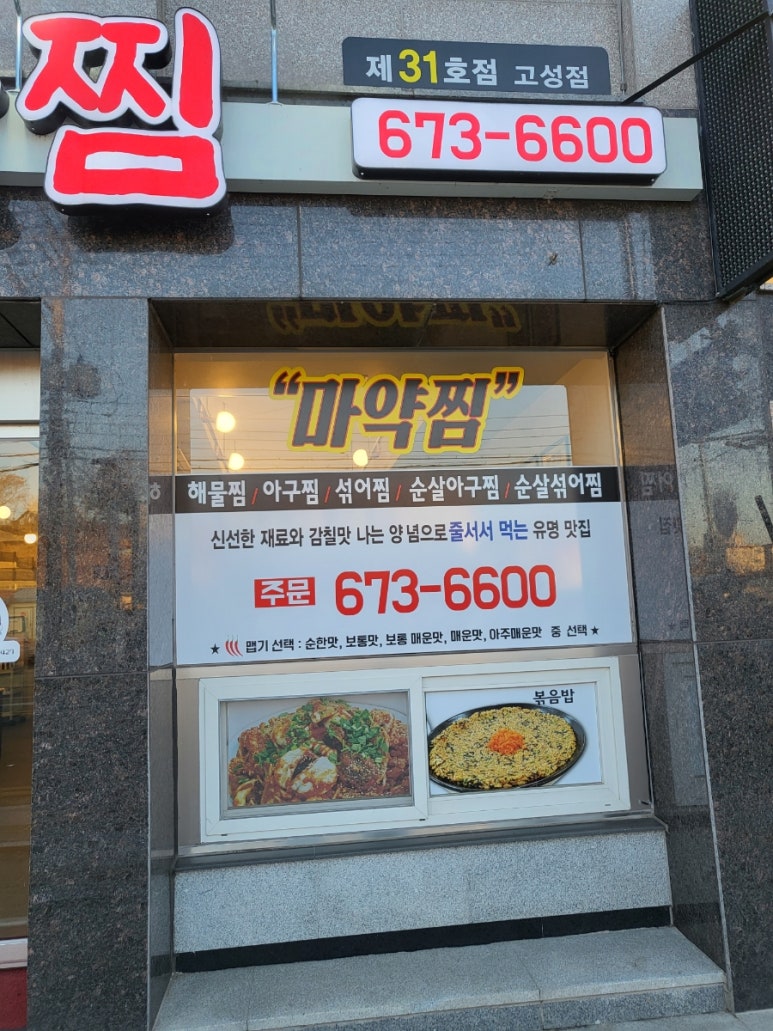 찜
제31호점 고성점
673-6600
“마약찜”
해물찜 / 아구찜 / 섞어찜 / 순살아구찜 / 순살섞어찜
신선한 재료와 감칠맛 나는 양념으로 줄서서 먹는 유명 맛집
주문 673-6600
★ 맵기 선택 : 순한맛, 보통맛, 보통 매운맛, 매운맛, 아주매운맛 중 선택 ★
볶음밥